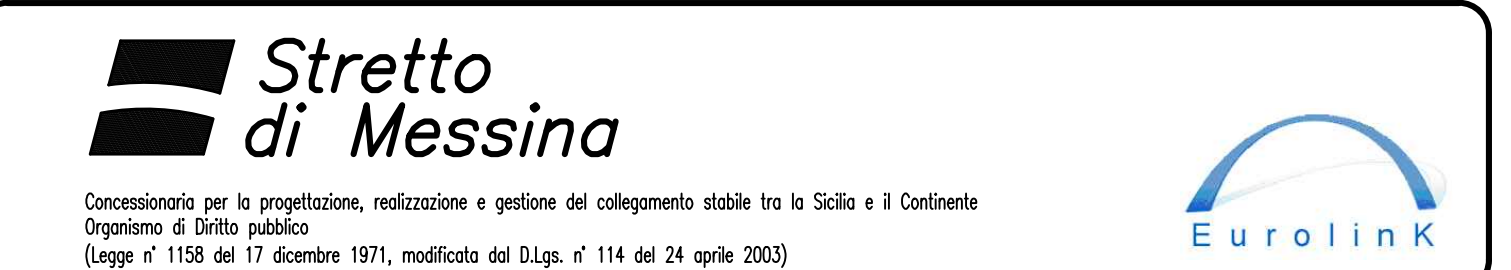 Stretto
di Messina
Concessionaria per la progettazione, realizzazione e gestione del collegamento stabile tra la Sicilia e il Continente
Organismo di Diritto pubblico
(Legge n° 1158 del 17 dicembre 1971, modificata dal D.Lgs. n° 114 del 24 aprile 2003)
EurolinK